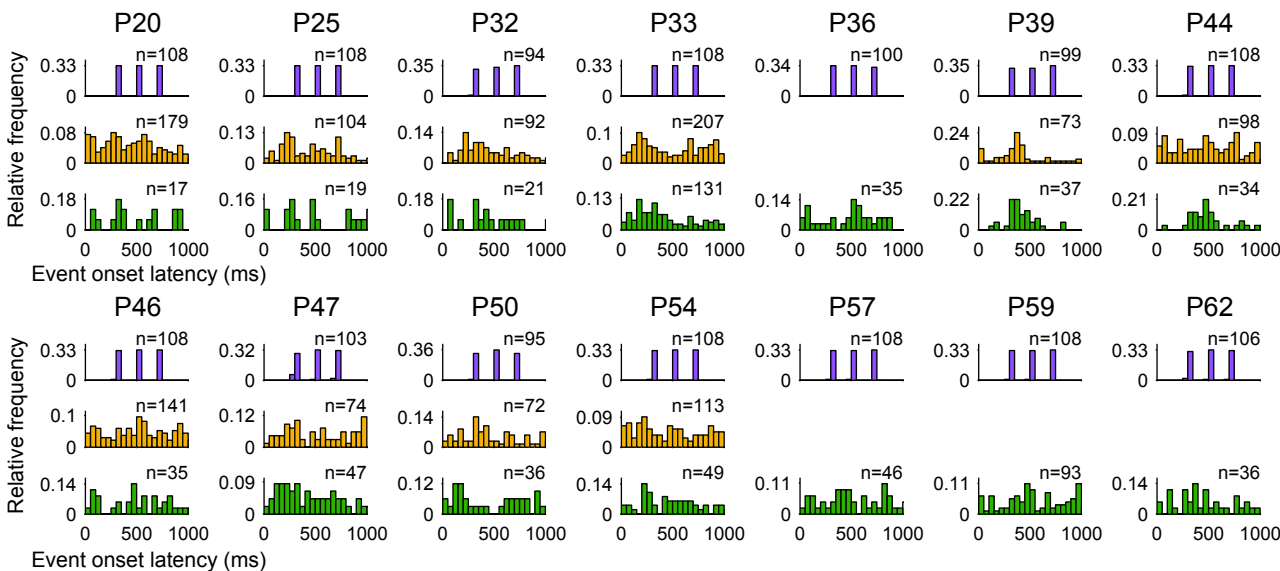 P20 P25 P32 P33 P36 P39 P44
n=108 n=108 n=94 n=108 n=100 n=99 n=108
0.33 0.33 0.35 0.33 0.34 0.33 0.33
0 0 0 0 0 0 0
n=179 n=104 n=92 n=207 n=73 n=98
0.08 0.13 0.14 0.1 0.24 0.09
0 0 0 0 0 0
n=17 n=19 n=21 n=131 n=35 n=37 n=34
0.18 0.16 0.18 0.13 0.14 0.22 0.21
0 0 0 0 0 0 0
0 500 1000 0 500 1000 0 500 1000 0 500 1000 0 500 1000 0 500 1000 0 500 1000
Relative frequency
Event onset latency (ms)
P46 P47 P50 P54 P57 P59 P62
n=108 n=103 n=95 n=108 n=108 n=108 n=106
0.33 0.32 0.36 0.33 0.33 0.33 0.33
0 0 0 0 0 0 0
n=141 n=74 n=72 n=113
0.1 0.12 0.14 0.09
0 0 0 0
n=35 n=47 n=36 n=49 n=46 n=93 n=36
0.14 0.09 0.12 0.14 0.11 0.11 0.14
0 0 0 0 0 0 0
0 500 1000 0 500 1000 0 500 1000 0 500 1000 0 500 1000 0 500 1000 0 500 1000
Relative frequency
Event onset latency (ms)